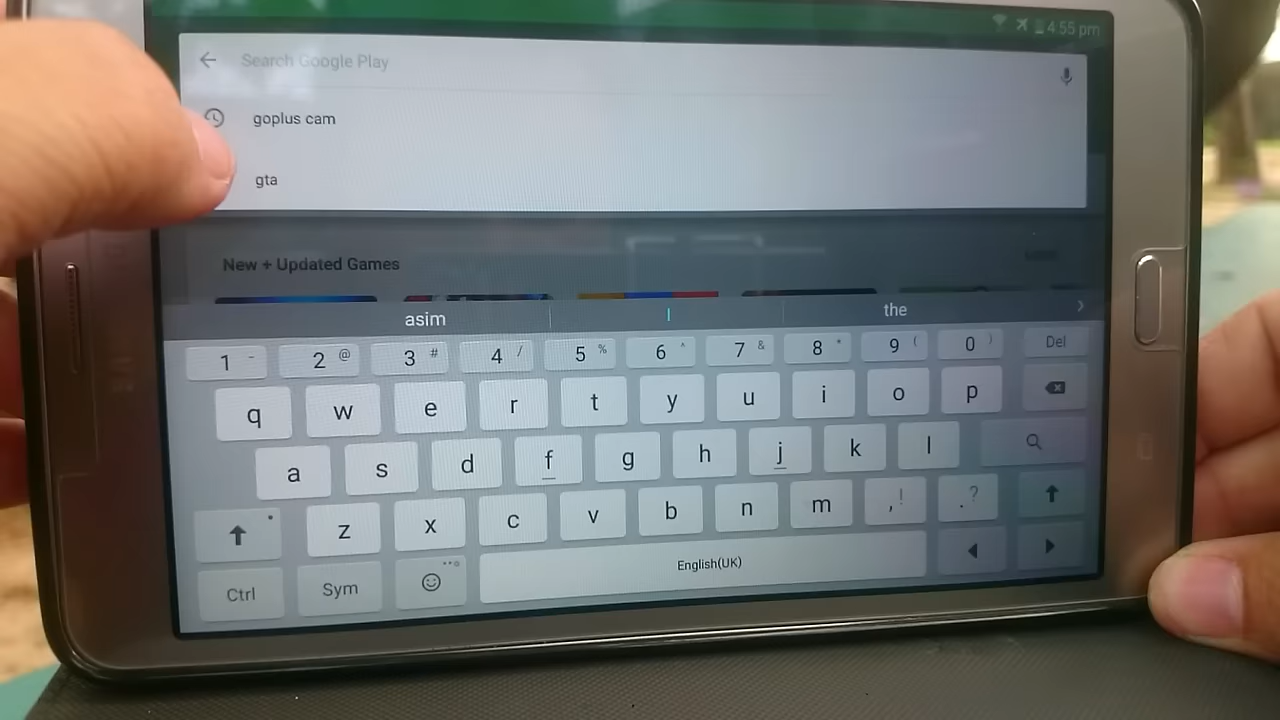 4:55 pm
Search Google Play
goplus cam
gta
New + Updated Games
asim I the
1 - 2 @ 3 # 4 / 5 % 6 ^ 7 & 8 * 9 ( 0 ) Del
q w e r t y u i o p
a s d f g h j k l
z x c v b n m , ! . ?
Ctrl Sym English(UK)